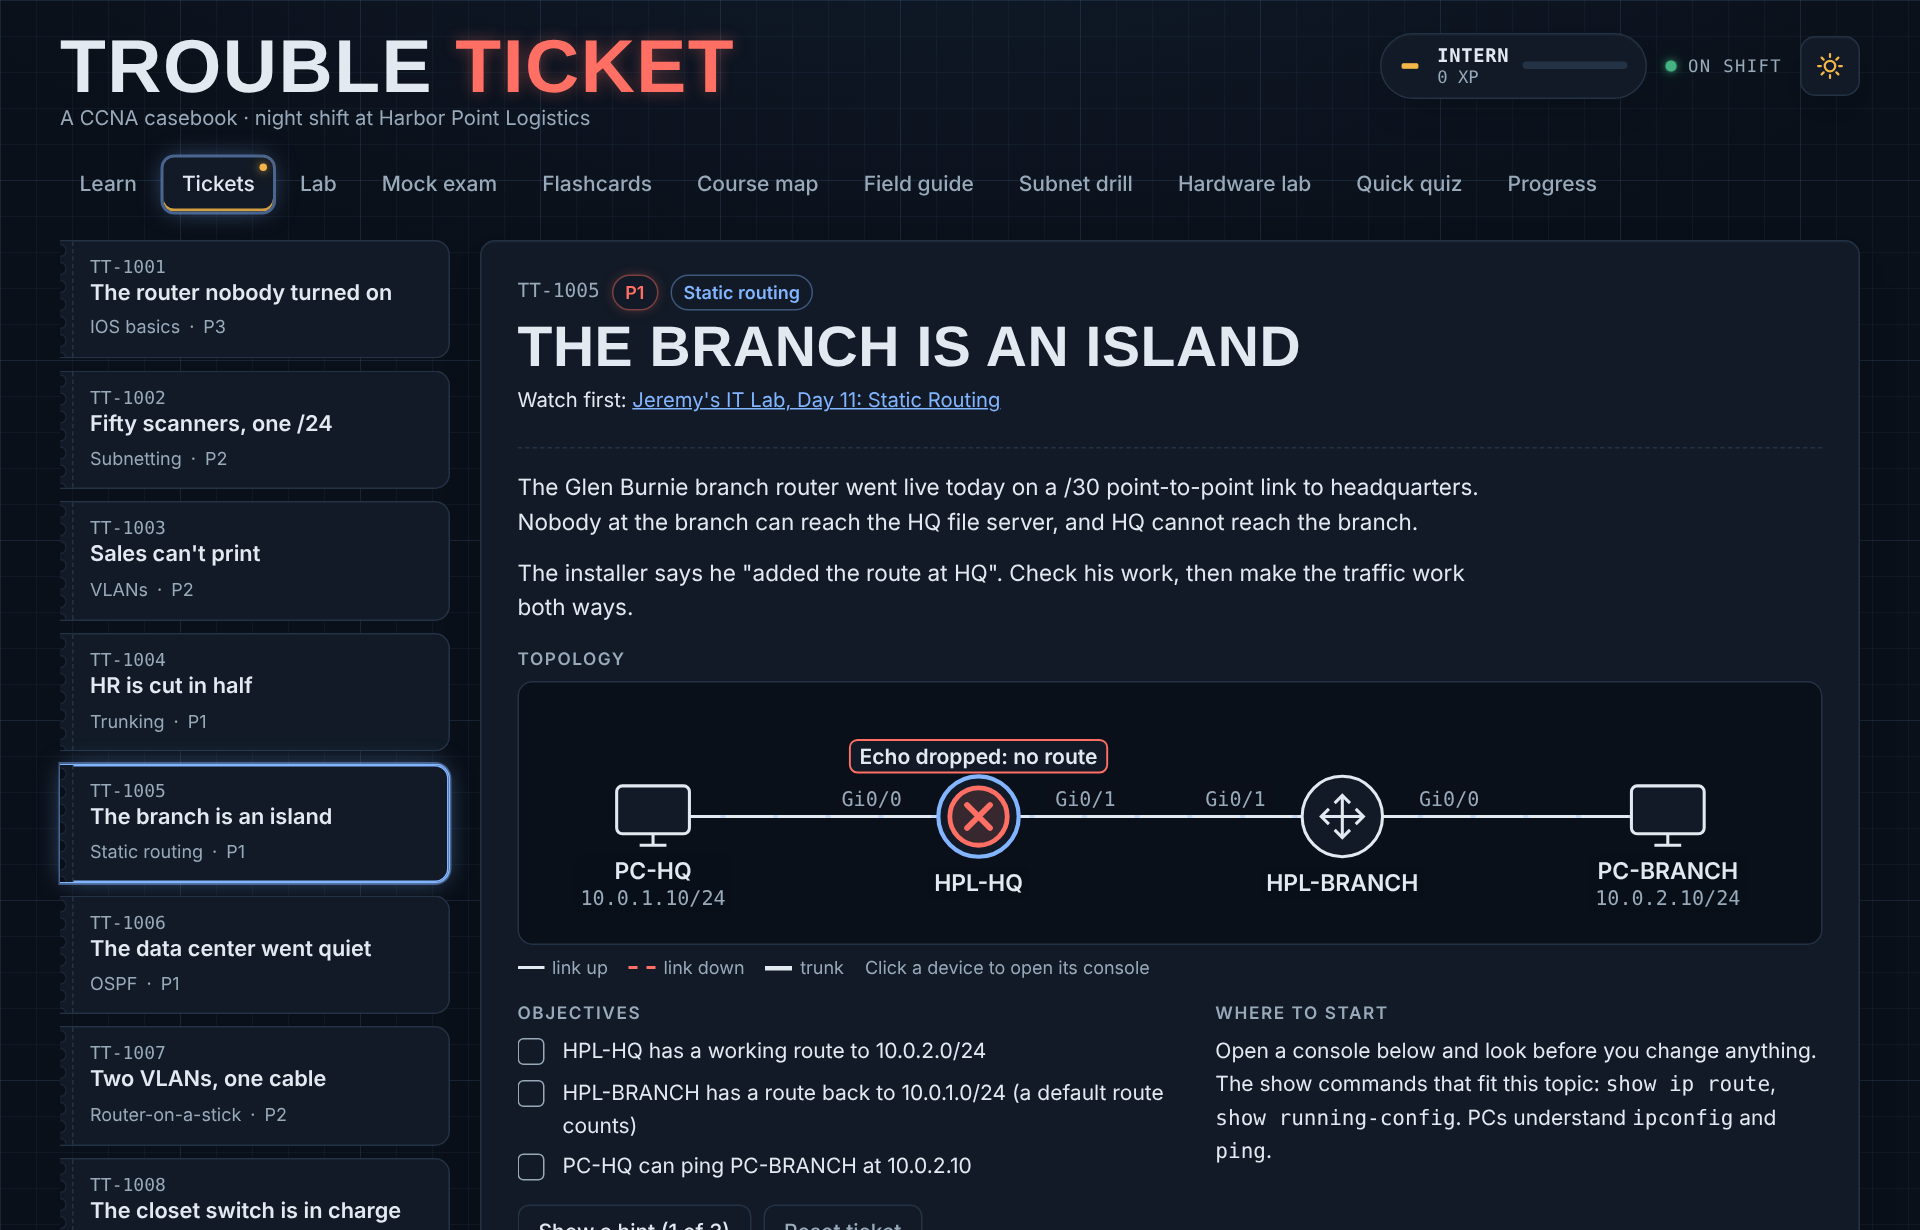 TROUBLE TICKET
A CCNA casebook · night shift at Harbor Point Logistics
INTERN
0 XP
ON SHIFT
Learn
Tickets
Lab
Mock exam
Flashcards
Course map
Field guide
Subnet drill
Hardware lab
Quick quiz
Progress
TT-1001
The router nobody turned on
IOS basics · P3
TT-1002
Fifty scanners, one /24
Subnetting · P2
TT-1003
Sales can't print
VLANs · P2
TT-1004
HR is cut in half
Trunking · P1
TT-1005
The branch is an island
Static routing · P1
TT-1006
The data center went quiet
OSPF · P1
TT-1007
Two VLANs, one cable
Router-on-a-stick · P2
TT-1008
The closet switch is in charge
TT-1005 P1 Static routing
THE BRANCH IS AN ISLAND
Watch first: Jeremy's IT Lab, Day 11: Static Routing
The Glen Burnie branch router went live today on a /30 point-to-point link to headquarters.
Nobody at the branch can reach the HQ file server, and HQ cannot reach the branch.
The installer says he "added the route at HQ". Check his work, then make the traffic work
both ways.
TOPOLOGY
Echo dropped: no route
Gi0/0 Gi0/1 Gi0/1 Gi0/0
PC-HQ
10.0.1.10/24
HPL-HQ
HPL-BRANCH
PC-BRANCH
10.0.2.10/24
link up link down trunk Click a device to open its console
OBJECTIVES
HPL-HQ has a working route to 10.0.2.0/24
HPL-BRANCH has a route back to 10.0.1.0/24 (a default route
counts)
PC-HQ can ping PC-BRANCH at 10.0.2.10
WHERE TO START
Open a console below and look before you change anything.
The show commands that fit this topic: show ip route,
show running-config. PCs understand ipconfig and
ping.
Show a hint (1 of 3)
Reset ticket